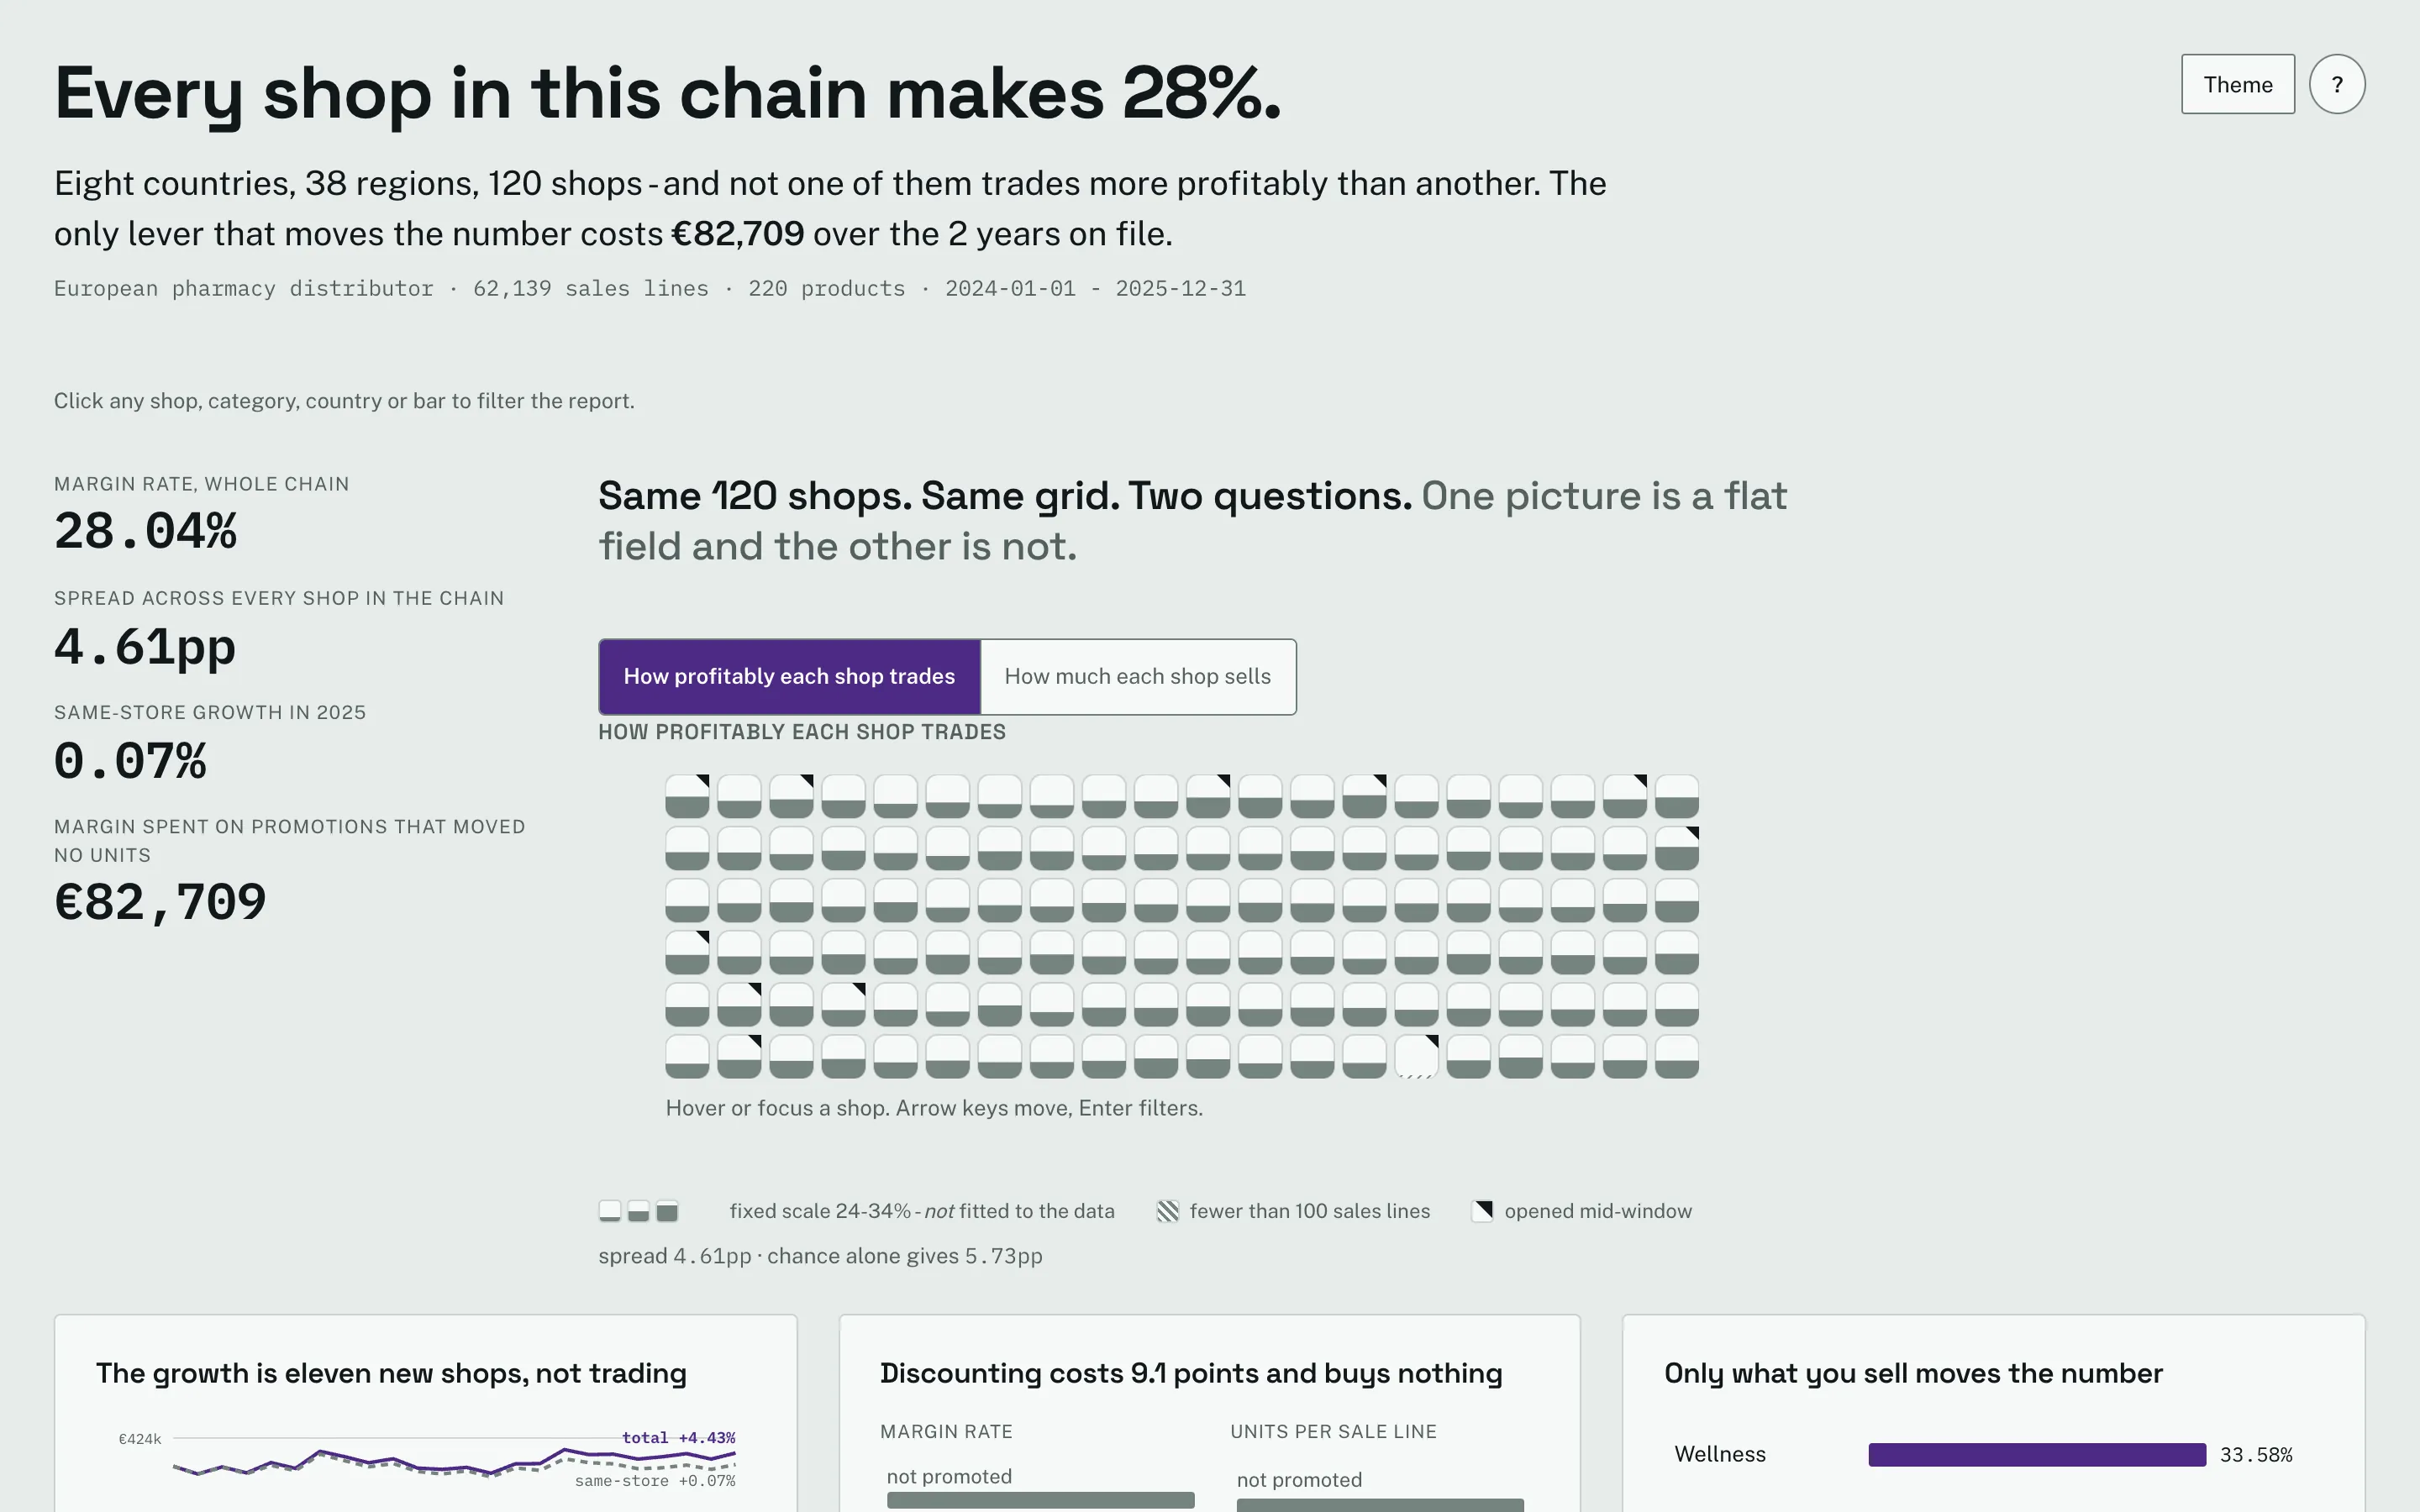 Every shop in this chain makes 28%.
Theme
?
Eight countries, 38 regions, 120 shops - and not one of them trades more profitably than another. The
only lever that moves the number costs €82,709 over the 2 years on file.
European pharmacy distributor · 62,139 sales lines · 220 products · 2024-01-01 - 2025-12-31
Click any shop, category, country or bar to filter the report.
MARGIN RATE, WHOLE CHAIN
28.04%
SPREAD ACROSS EVERY SHOP IN THE CHAIN
4.61pp
SAME-STORE GROWTH IN 2025
0.07%
MARGIN SPENT ON PROMOTIONS THAT MOVED
NO UNITS
€82,709
Same 120 shops. Same grid. Two questions. One picture is a flat
field and the other is not.
How profitably each shop trades
How much each shop sells
HOW PROFITABLY EACH SHOP TRADES
Hover or focus a shop. Arrow keys move, Enter filters.
fixed scale 24-34% - not fitted to the data
fewer than 100 sales lines
opened mid-window
spread 4.61pp · chance alone gives 5.73pp
The growth is eleven new shops, not trading
€424k
total +4.43%
same-store +0.07%
Discounting costs 9.1 points and buys nothing
MARGIN RATE
UNITS PER SALE LINE
not promoted
not promoted
Only what you sell moves the number
Wellness
33.58%